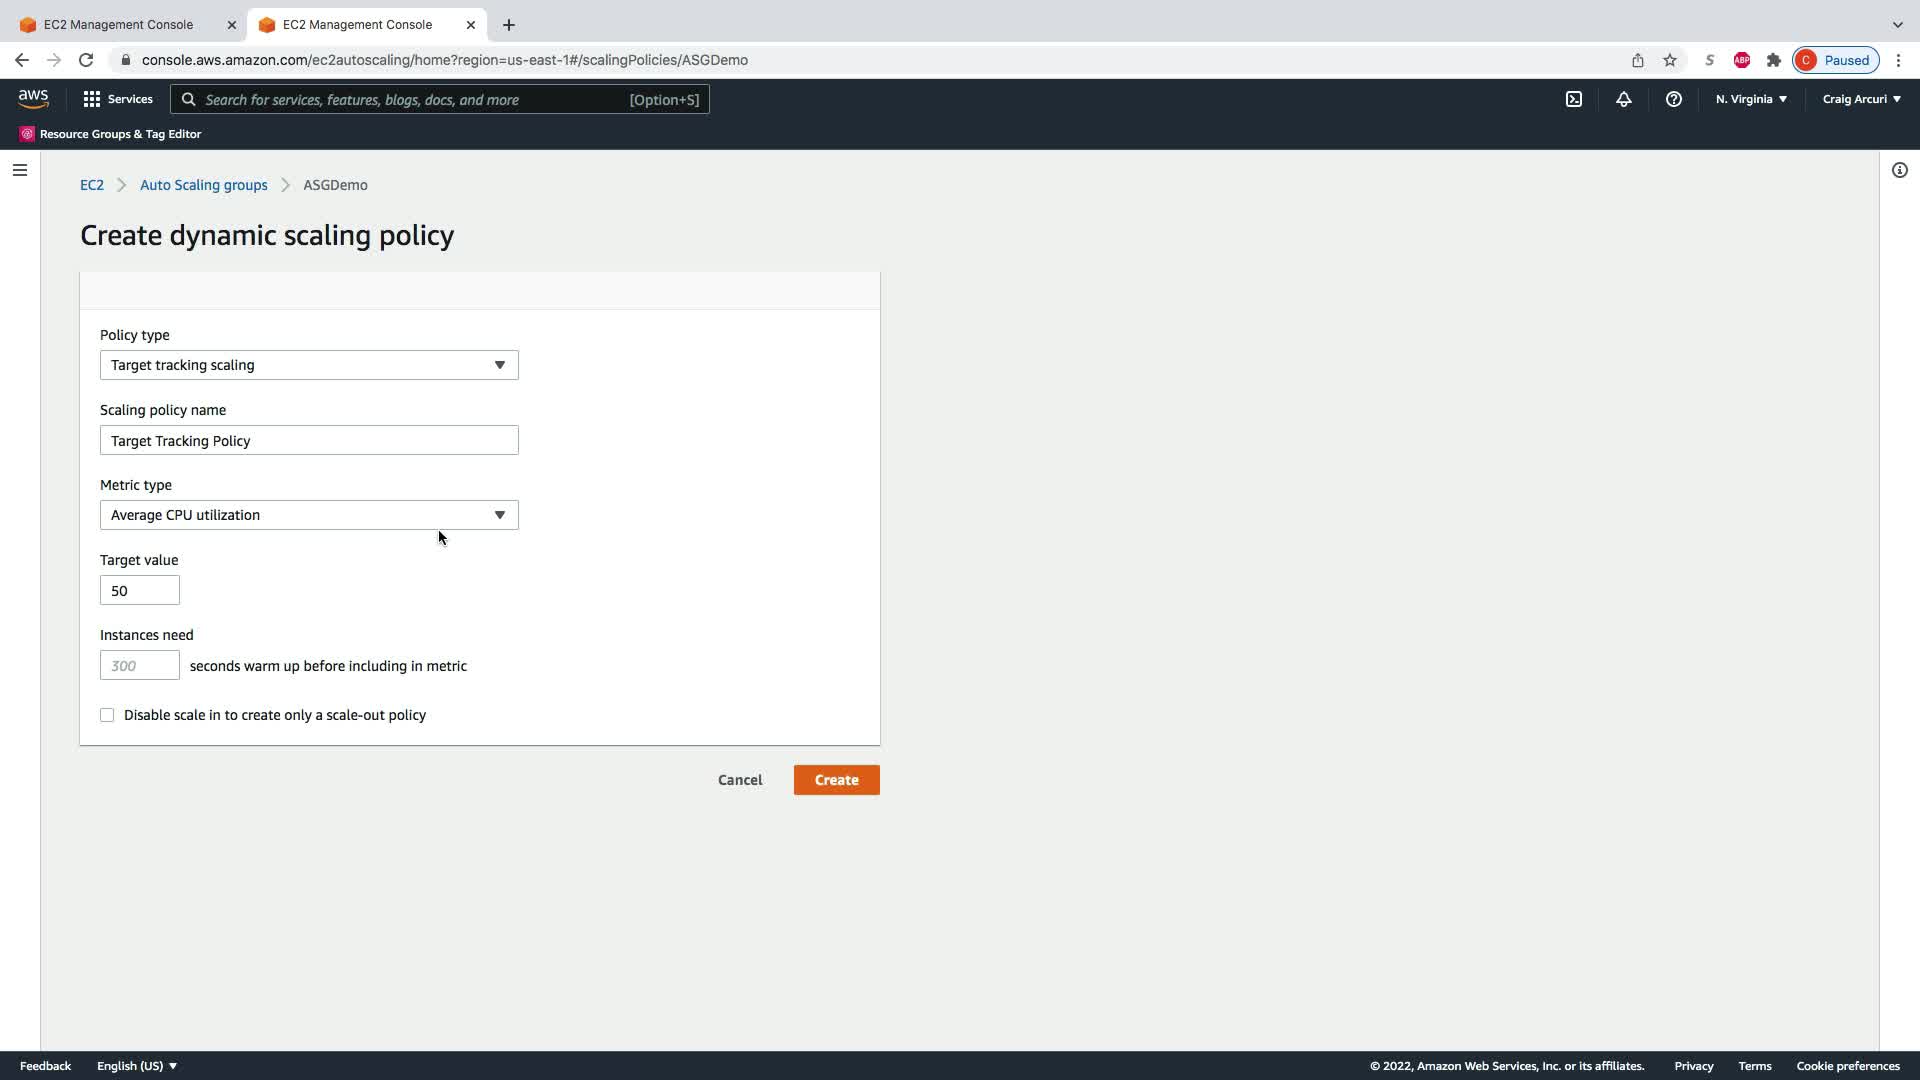 EC2 Management Console
EC2 Management Console
console.aws.amazon.com/ec2autoscaling/home?region=us-east-1#/scalingPolicies/ASGDemo
S
ABP
C Paused
aws
Services
Search for services, features, blogs, docs, and more [Option+S]
N. Virginia
Craig Arcuri
Resource Groups & Tag Editor
EC2
Auto Scaling groups
ASGDemo
Create dynamic scaling policy
Policy type
Target tracking scaling
Scaling policy name
Target Tracking Policy
Metric type
Average CPU utilization
Target value
50
Instances need
300 seconds warm up before including in metric
Disable scale in to create only a scale-out policy
Cancel
Create
Feedback
English (US)
© 2022, Amazon Web Services, Inc. or its affiliates.
Privacy
Terms
Cookie preferences